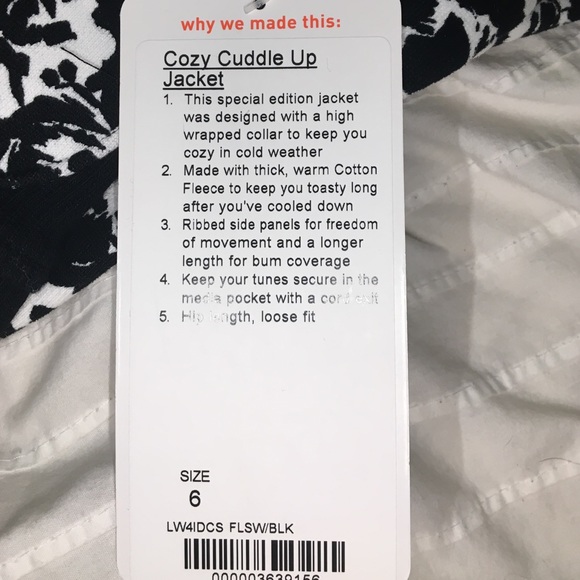 why we made this:
Cozy Cuddle Up
Jacket
1. This special edition jacket
was designed with a high
wrapped collar to keep you
cozy in cold weather
2. Made with thick, warm Cotton
Fleece to keep you toasty long
after you've cooled down
3. Ribbed side panels for freedom
of movement and a longer
length for bum coverage
4. Keep your tunes secure in the
media pocket with a cord exit
5. Hip length, loose fit
SIZE
6
LW4IDCS FLSW/BLK
000003639156